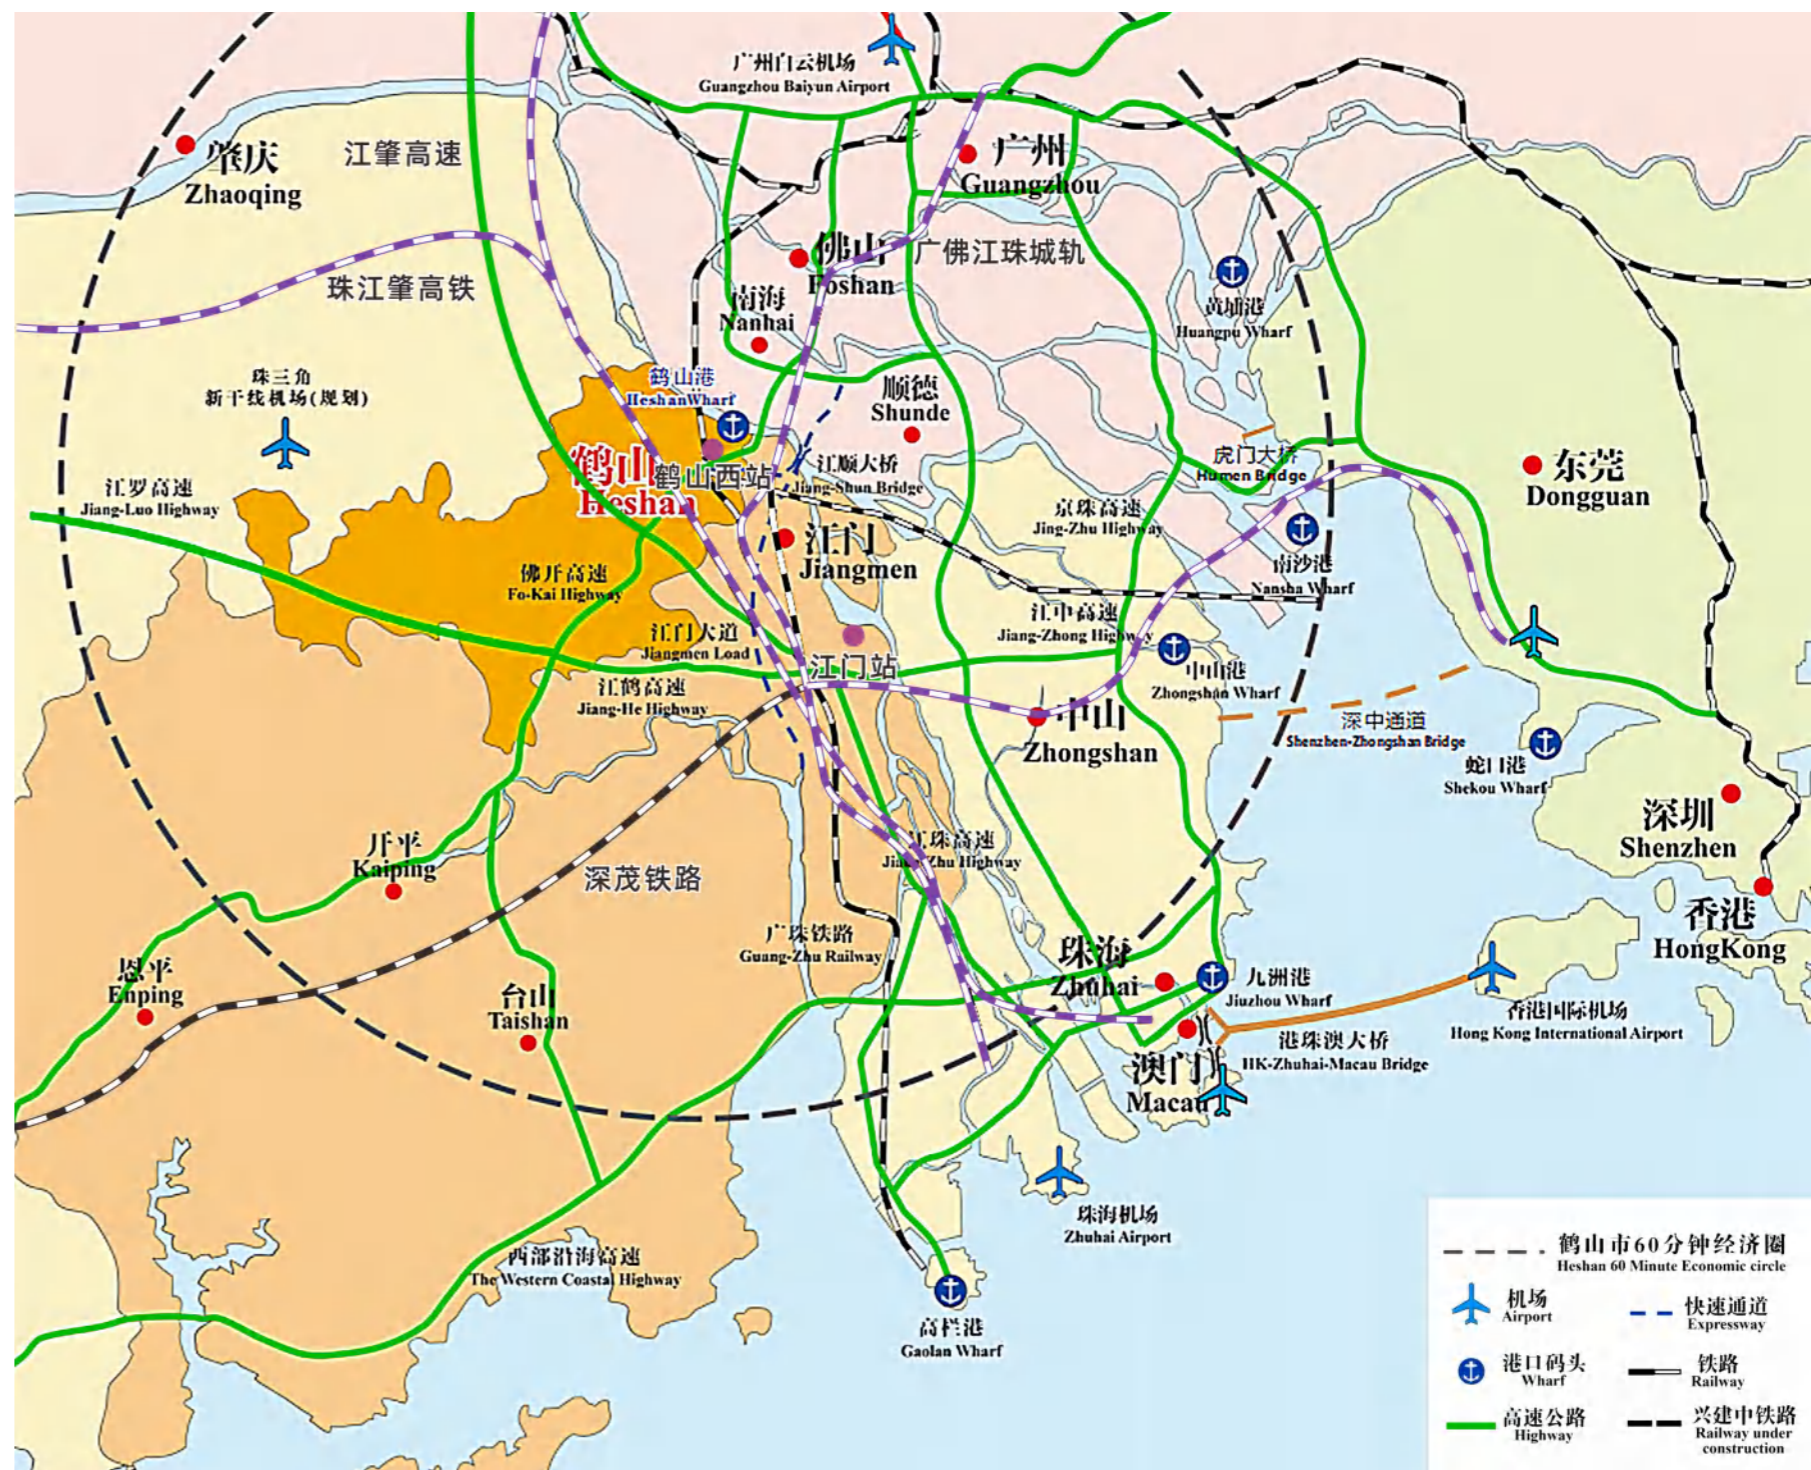 广州白云机场
Guangzhou Baiyun Airport
肇庆
Zhaoqing
江肇高速
广州
Guangzhou
珠江肇高铁
佛山
Foshan
广佛江珠城轨
南海
Nanhai
黄埔港
Huangpu Wharf
珠三角
新干线机场(规划)
鹤山港
HeshanWharf
顺德
Shunde
鹤山
Heshan
鹤山西站
江顺大桥
Jiang-Shun Bridge
虎门大桥
Humen Bridge
东莞
Dongguan
江罗高速
Jiang-Luo Highway
京珠高速
Jing-Zhu Highway
江门
Jiangmen
南沙港
Nansha Wharf
佛开高速
Fo-Kai Highway
江中高速
Jiang-Zhong Highway
江门大道
Jiangmen Load
江门站
中山港
Zhongshan Wharf
江鹤高速
Jiang-He Highway
中山
Zhongshan
深中通道
Shenzhen-Zhongshan Bridge
蛇口港
Shekou Wharf
深圳
Shenzhen
开平
Kaiping
江珠高速
Jiang-Zhu Highway
深茂铁路
香港
HongKong
广珠铁路
Guang-Zhu Railway
珠海
Zhuhai
九洲港
Jiuzhou Wharf
恩平
Enping
台山
Taishan
香港国际机场
Hong Kong International Airport
港珠澳大桥
HK-Zhuhai-Macau Bridge
澳门
Macau
珠海机场
Zhuhai Airport
西部沿海高速
The Western Coastal Highway
高栏港
Gaolan Wharf
鹤山市60分钟经济圈
Heshan 60 Minute Economic circle
机场
Airport
快速通道
Expressway
港口码头
Wharf
铁路
Railway
高速公路
Highway
兴建中铁路
Railway under
construction